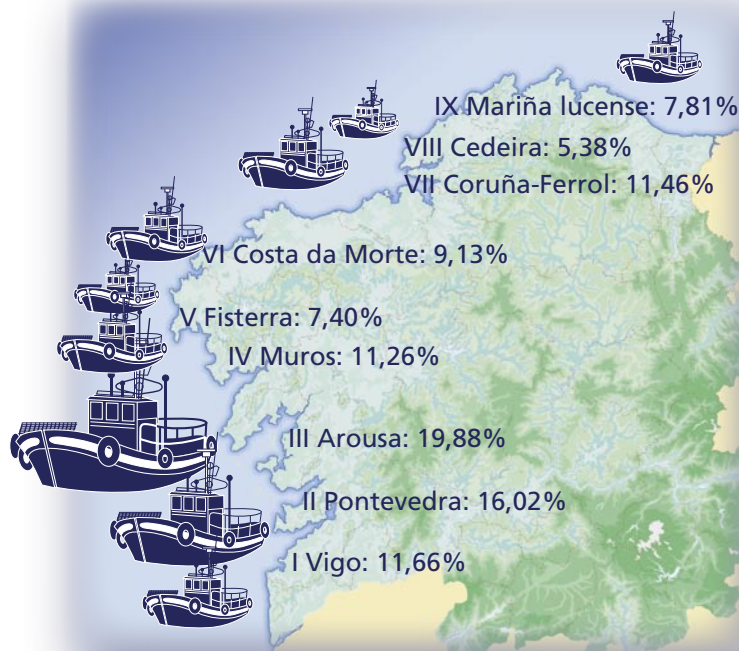 IX Mariña lucense: 7,81%
VIII Cedeira: 5,38%
VII Coruña-Ferrol: 11,46%
VI Costa da Morte: 9,13%
V Fisterra: 7,40%
IV Muros: 11,26%
III Arousa: 19,88%
II Pontevedra: 16,02%
I Vigo: 11,66%